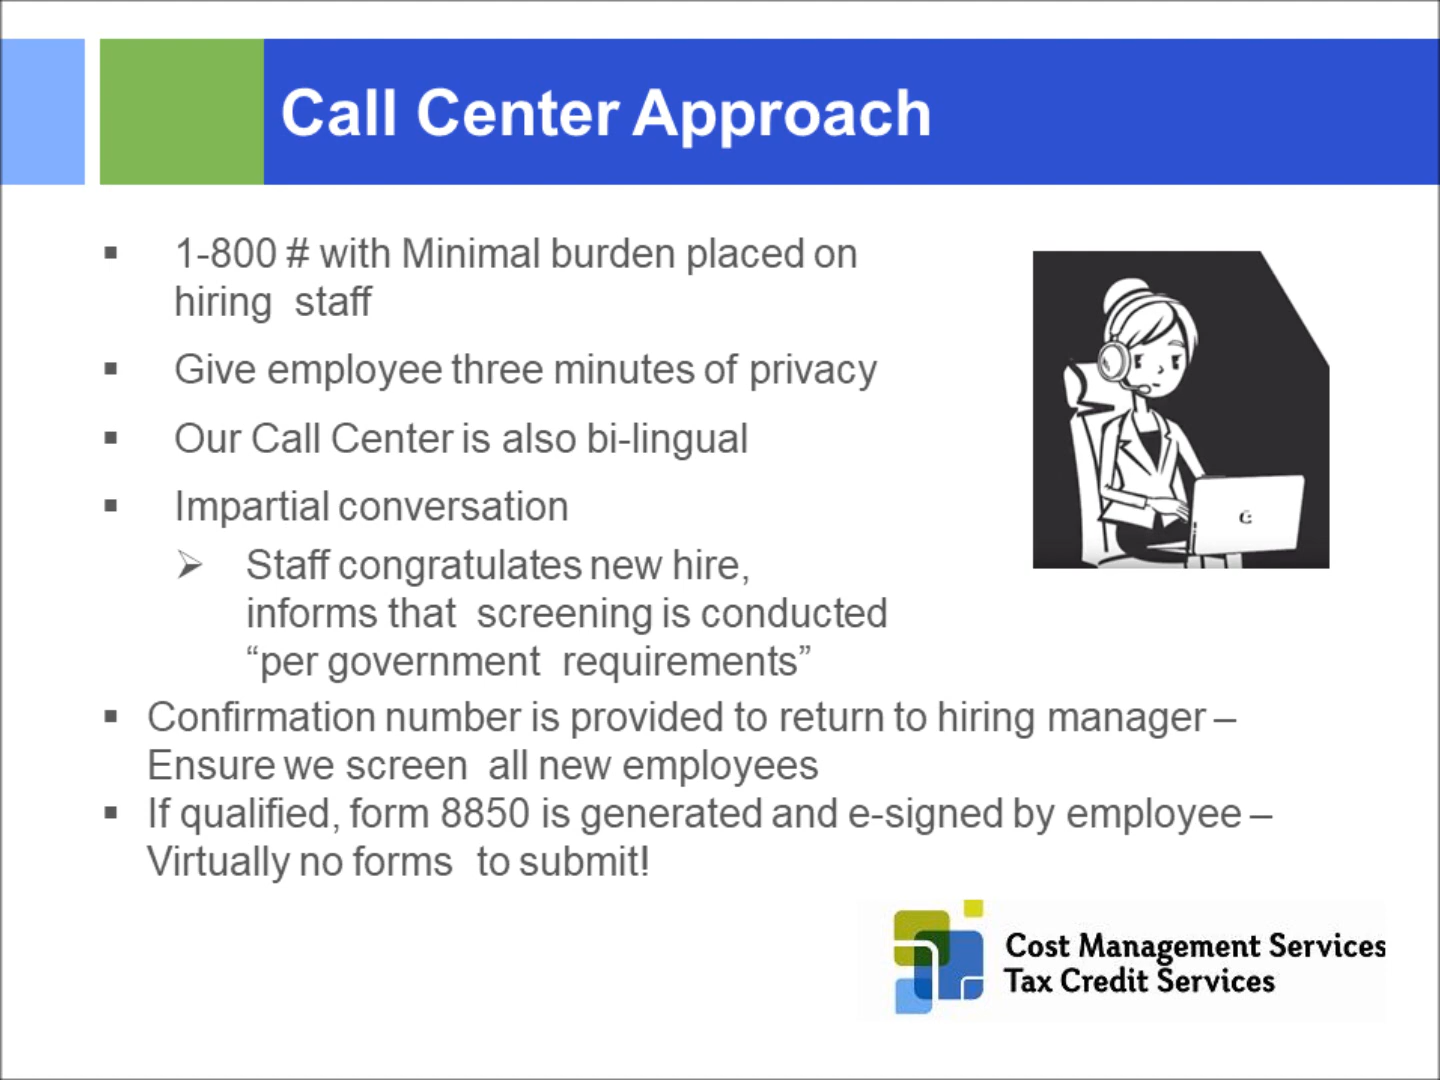 Call Center Approach
1-800 # with Minimal burden placed on
hiring staff
Give employee three minutes of privacy
Our Call Center is also bi-lingual
Impartial conversation
Staff congratulates new hire,
informs that screening is conducted
“per government requirements”
Confirmation number is provided to return to hiring manager –
Ensure we screen all new employees
If qualified, form 8850 is generated and e-signed by employee –
Virtually no forms to submit!
Cost Management Services
Tax Credit Services